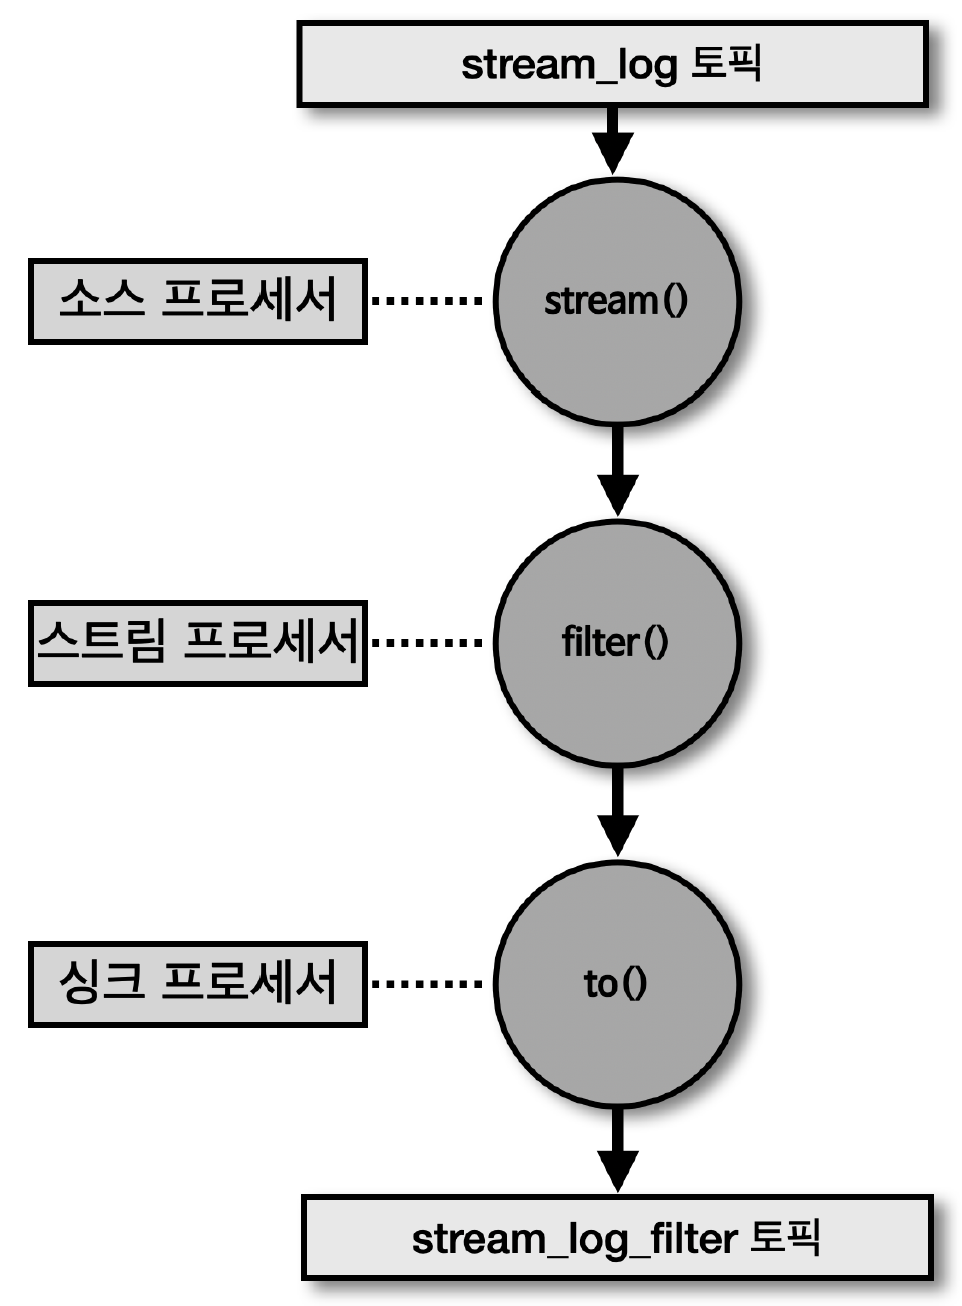 stream_log 토픽
소스 프로세서
stream()
스트림 프로세서
filter()
싱크 프로세서
to()
stream_log_filter 토픽